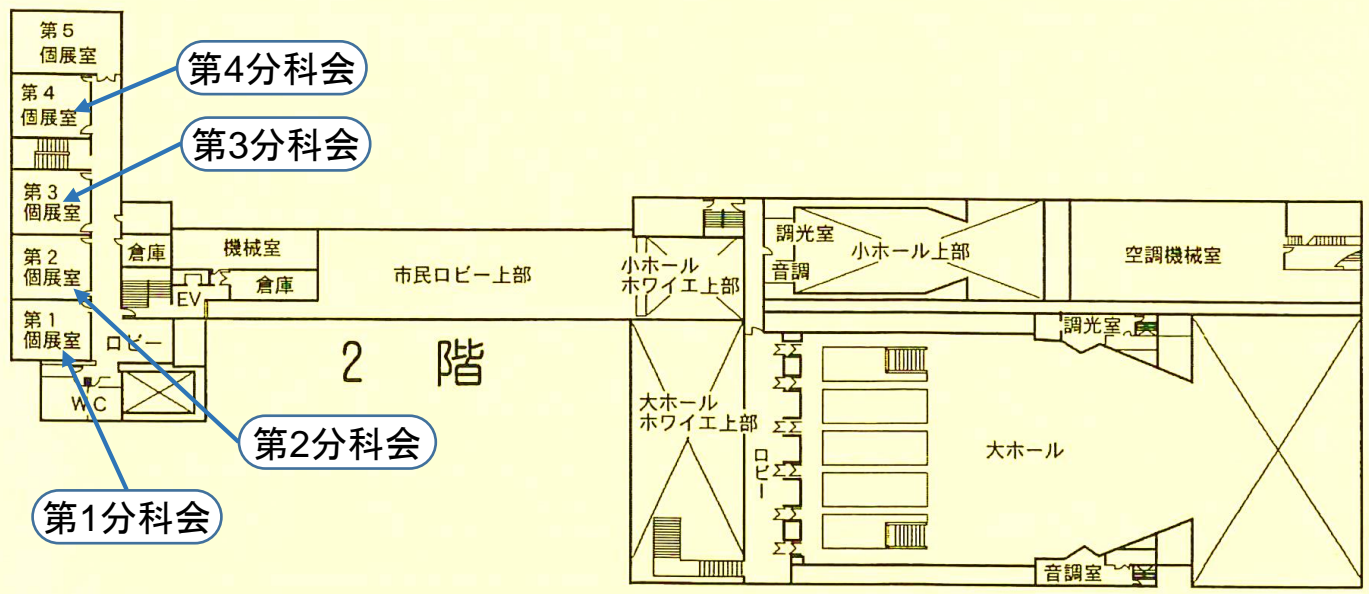 第5
個展室
第4分科会
第4
個展室
第3分科会
第3
個展室
第2
個展室
倉庫
機械室
倉庫
EV
市民ロビー上部
小ホール
ホワイエ上部
調光室
音調
小ホール上部
空調機械室
第1
個展室
ロビー
2 階
調光室
WC
大ホール
ホワイエ上部
ロビー
大ホール
第2分科会
第1分科会
音調室